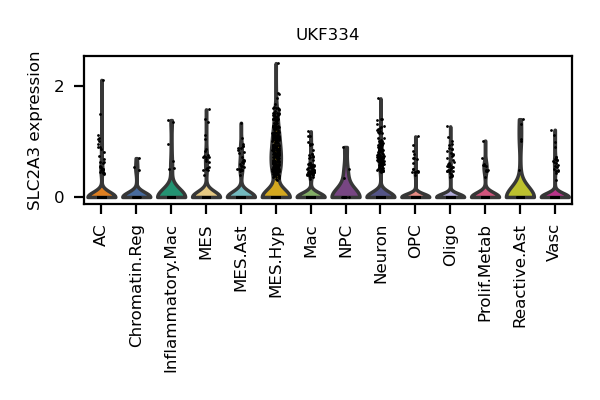 UKF334
SLC2A3 expression
2
0
AC
Chromatin.Reg
Inflammatory.Mac
MES
MES.Ast
MES.Hyp
Mac
NPC
Neuron
OPC
Oligo
Prolif.Metab
Reactive.Ast
Vasc